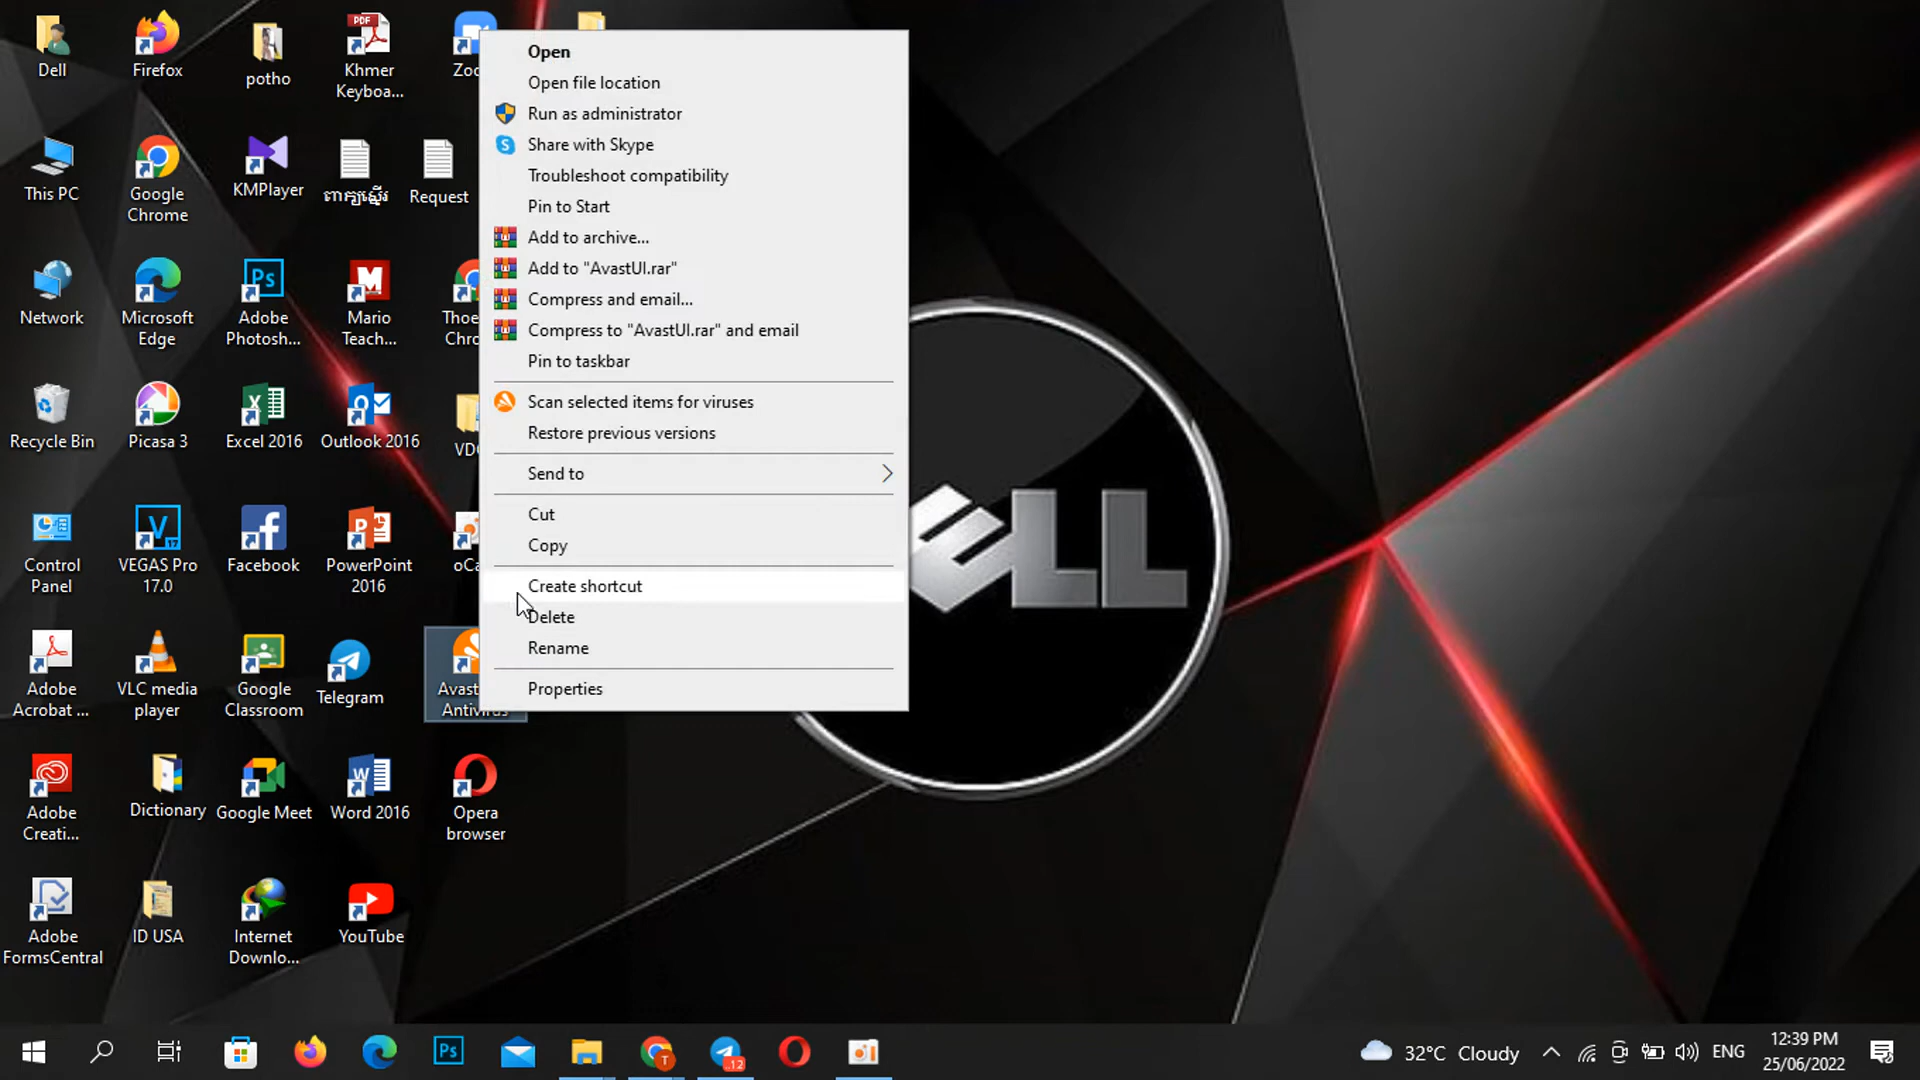 Dell
Firefox
potho
Khmer
Keyboa...
Zoo
This PC
Google
Chrome
KMPlayer
ពាក្យស្នើរ
Request
Network
Microsoft
Edge
Adobe
Photosh...
Mario
Teach...
Thoe
Chro
Recycle Bin
Picasa 3
Excel 2016
Outlook 2016
Control
Panel
VEGAS Pro
17.0
Facebook
PowerPoint
2016
oCa
Adobe
Acrobat ...
VLC media
player
Google
Classroom
Telegram
Avast
Antivirus
Adobe
Creati...
Dictionary
Google Meet
Word 2016
Opera
browser
Adobe
FormsCentral
ID USA
Internet
Downlo...
YouTube
Open
Open file location
Run as administrator
Share with Skype
Troubleshoot compatibility
Pin to Start
Add to archive...
Add to "AvastUI.rar"
Compress and email...
Compress to "AvastUI.rar" and email
Pin to taskbar
Scan selected items for viruses
Restore previous versions
Send to
Cut
Copy
Create shortcut
Delete
Rename
Properties
ELL
32°C Cloudy
ENG
12:39 PM
25/06/2022